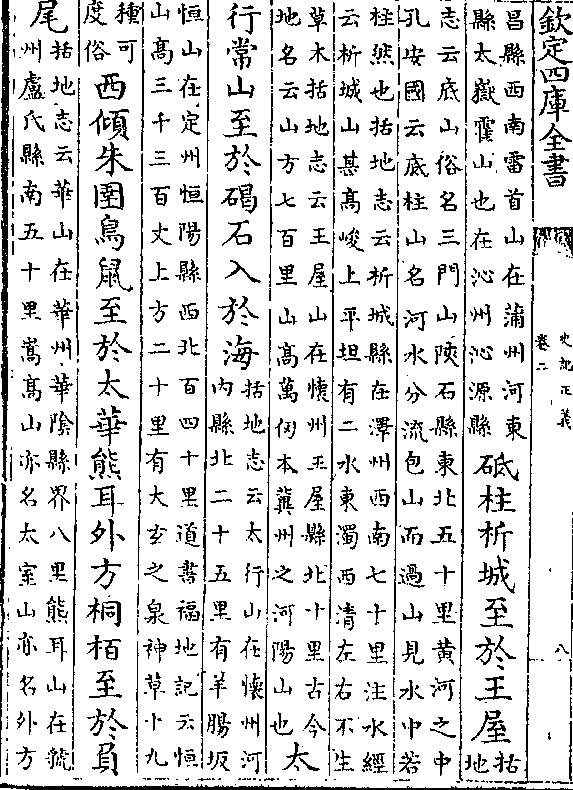 欽定四庫全書
史記正義
卷二
八
昌縣西南雷首山在蒲州河東
縣太嶽霍山也在沁州沁源縣
砥柱析城至於王屋
括
地
志云底山俗名三門山陝石縣東北五十里黄河之中
孔安國云底柱山名河水分流包山而過山見水中若
柱然也括地志云析城縣在澤州西南七十里注水經
云析城山甚高峻上平坦有二水東濁西清左右不生
草木括地志云王屋山在懷州王屋縣北十里古今
地名云山方七百里山高萬仞本冀州之河陽山也
太
行常山至於碣石入於海
括地志云太行山在懷州河
内縣北二十五里有羊腸坂
恒山在定州恒陽縣西北百四十里道書福地記云恒
山高三千三百丈上方二十里有大玄之泉神草十九
種可
度俗
西傾朱圉鳥鼠至於太華熊耳外方桐栢至於負
尾
括地志云華山在華州華陰縣界八里熊耳山在虢
州盧氏縣南五十里嵩高山亦名太室山亦名外方